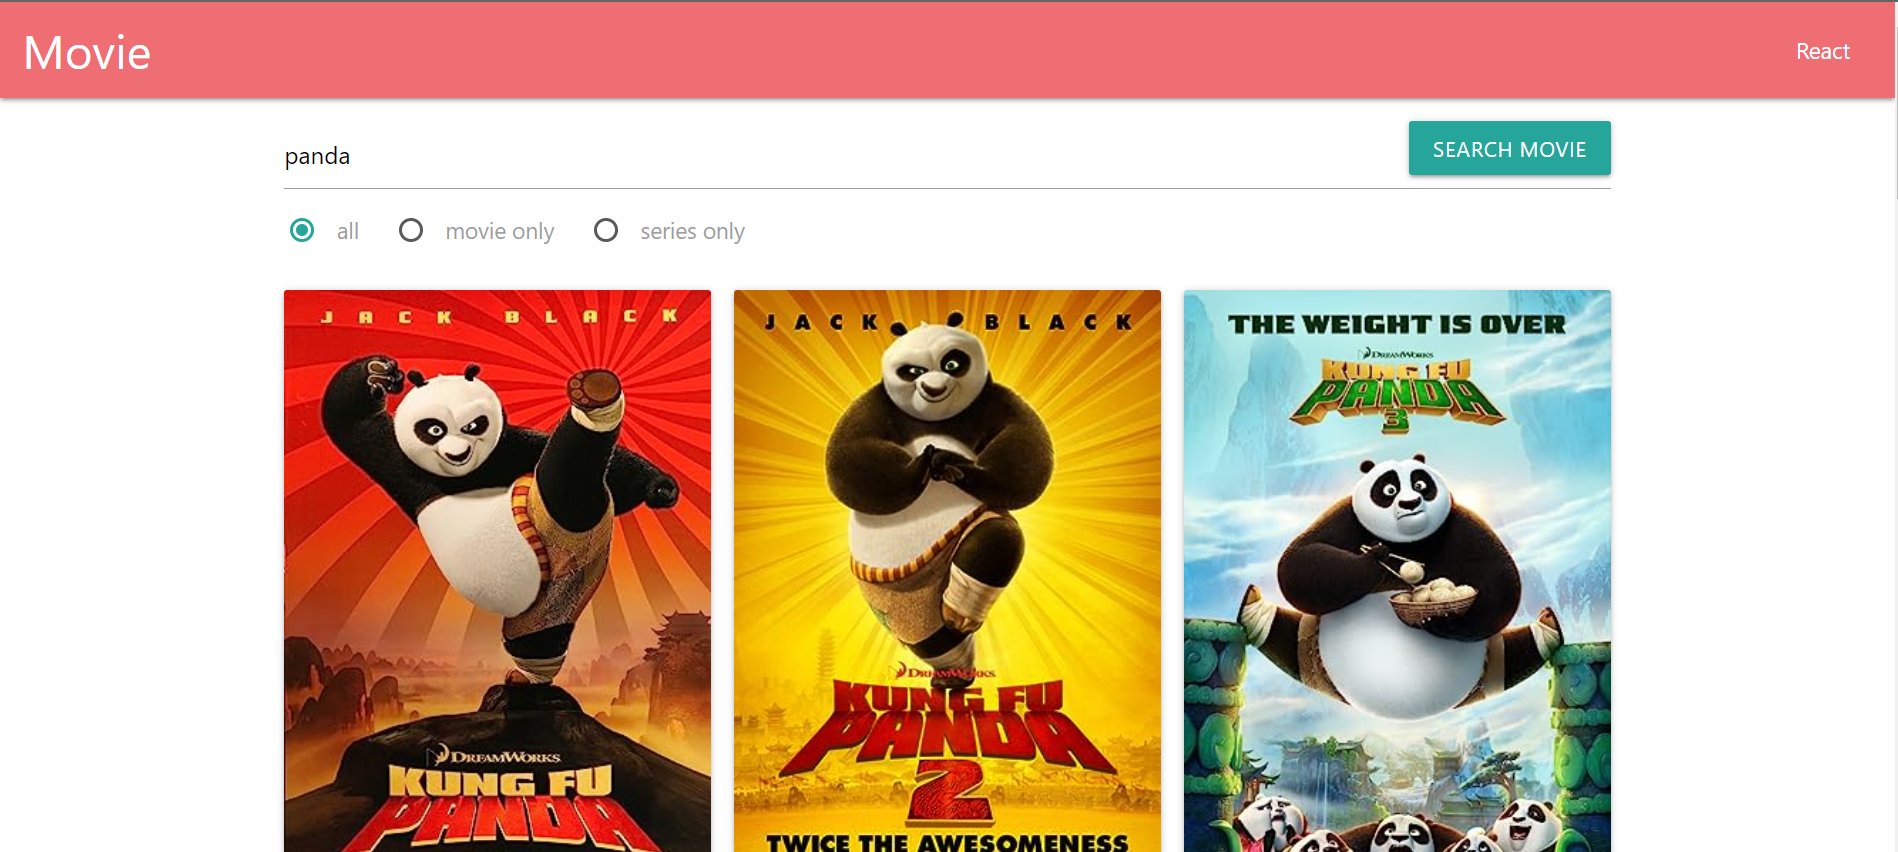 Movie
React
panda
SEARCH MOVIE
all
movie only
series only
JACK BLACK
DREAMWORKS
KUNG FU
PANDA
JACK BLACK
DREAMWORKS
KUNG FU
PANDA
2
TWICE THE AWESOMENESS
THE WEIGHT IS OVER
DREAMWORKS
KUNG FU
PANDA
3